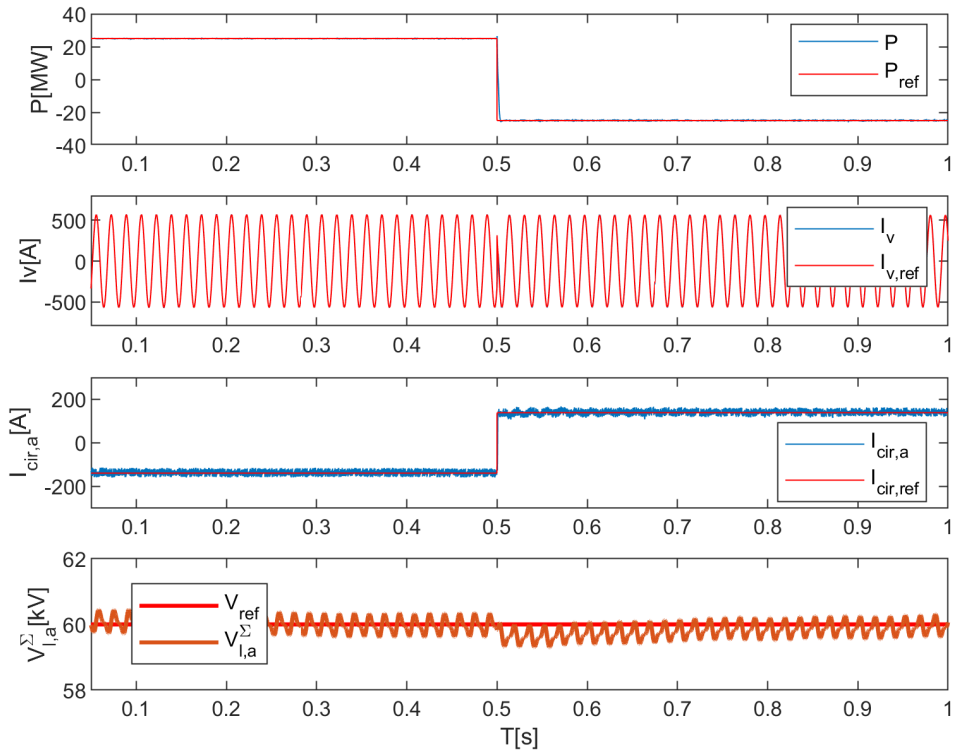 40
20
0
-20
-40
P[MW]
P
P_ref
0.1 0.2 0.3 0.4 0.5 0.6 0.7 0.8 0.9 1
500
0
-500
Iv[A]
I_v
I_v,ref
0.1 0.2 0.3 0.4 0.5 0.6 0.7 0.8 0.9 1
200
0
-200
I_cir,a[A]
I_cir,a
I_cir,ref
0.1 0.2 0.3 0.4 0.5 0.6 0.7 0.8 0.9 1
62
60
58
V_l,a^Σ[kV]
V_ref
V_l,a^Σ
0.1 0.2 0.3 0.4 0.5 0.6 0.7 0.8 0.9 1
T[s]